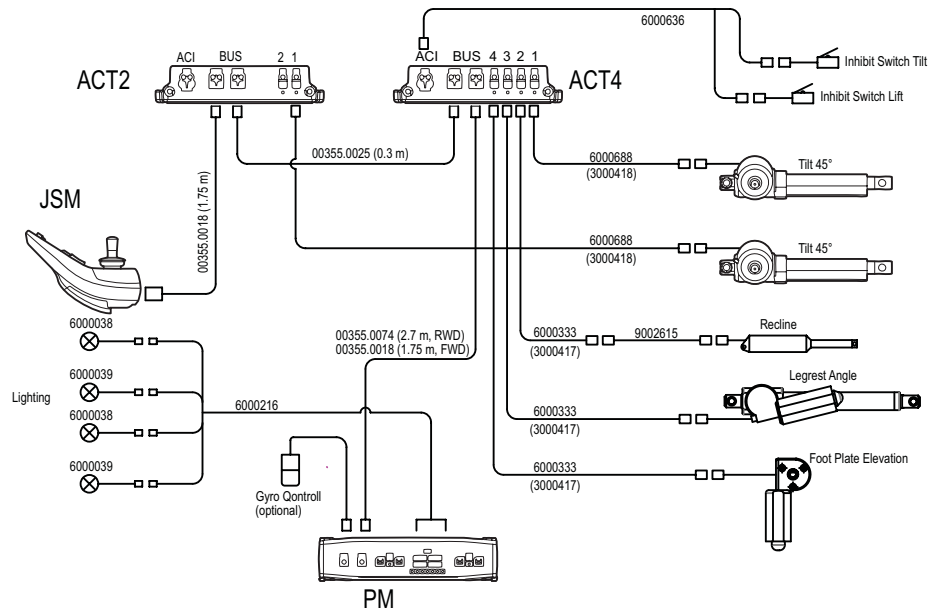 6000636
ACI BUS 2 1
ACI BUS 4 3 2 1
ACT2
ACT4
Inhibit Switch Tilt
Inhibit Switch Lift
00355.0025 (0.3 m)
6000688
(3000418)
Tilt 45°
JSM
00355.0018 (1.75 m)
6000688
(3000418)
Tilt 45°
6000038
00355.0074 (2.7 m, RWD)
00355.0018 (1.75 m, FWD)
6000333
(3000417)
9002615
Recline
6000039
Lighting
6000038
6000216
6000333
(3000417)
Legrest Angle
6000039
Gyro Qontroll
(optional)
6000333
(3000417)
Foot Plate Elevation
PM